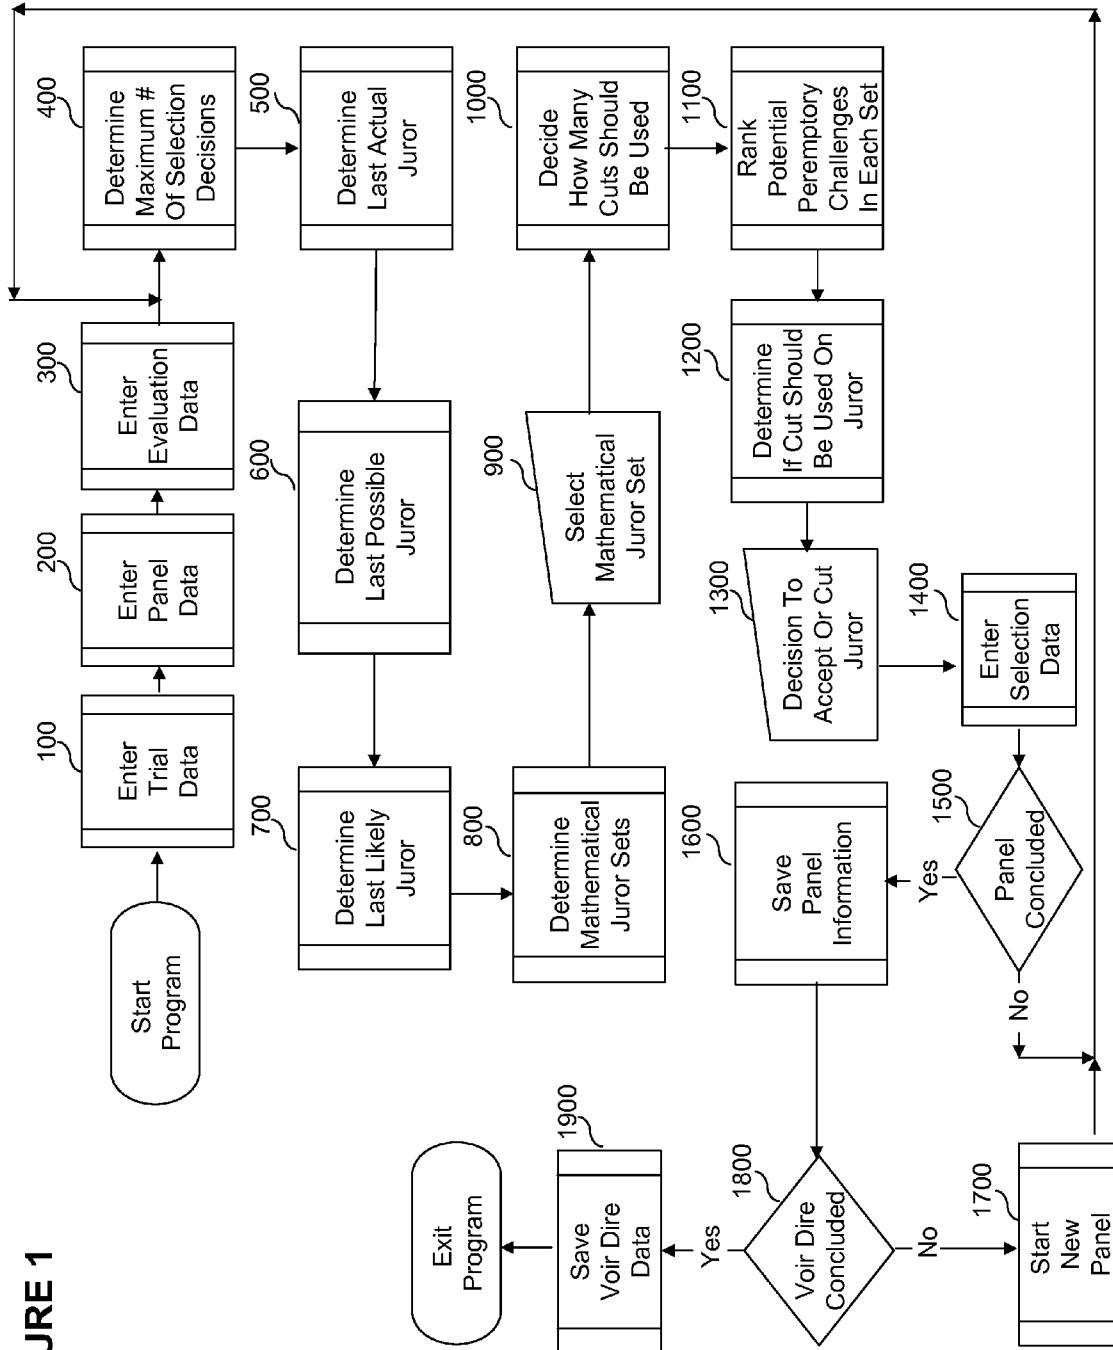 URE 1
Start
Program
100
Enter
Trial
Data
200
Enter
Panel
Data
300
Enter
Evaluation
Data
400
Determine
Maximum #
Of Selection
Decisions
500
Determine
Last Actual
Juror
600
Determine
Last Possible
Juror
700
Determine
Last Likely
Juror
800
Determine
Mathematical
Juror Sets
900
Select
Mathematical
Juror Set
1000
Decide
How Many
Cuts Should
Be Used
1100
Rank
Potential
Peremptory
Challenges
In Each Set
1200
Determine
If Cut Should
Be Used On
Juror
1300
Decision To
Accept Or Cut
Juror
1400
Enter
Selection
Data
1500
Panel
Concluded
Yes
No
1600
Save
Panel
Information
1700
Start
New
Panel
1800
Voir Dire
Concluded
Yes
No
1900
Save
Voir Dire
Data
Exit
Program